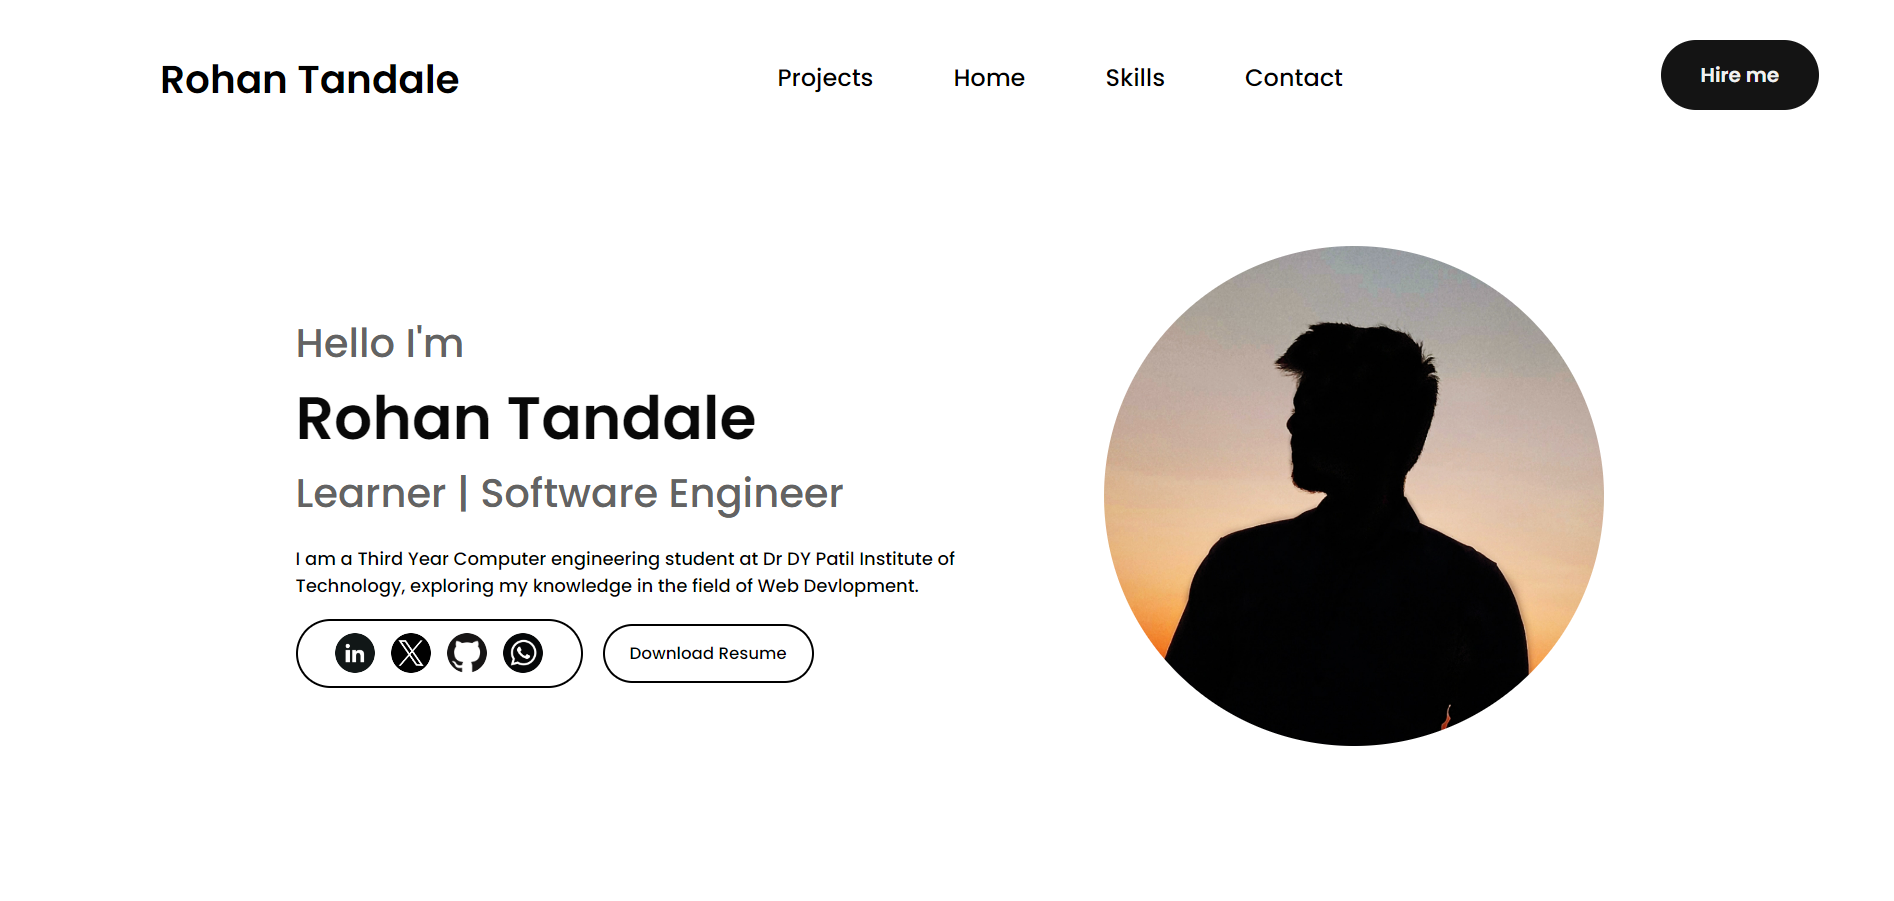 Rohan Tandale
Projects
Home
Skills
Contact
Hire me
Hello I'm
Rohan Tandale
Learner | Software Engineer
I am a Third Year Computer engineering student at Dr DY Patil Institute of
Technology, exploring my knowledge in the field of Web Devlopment.
in
Download Resume